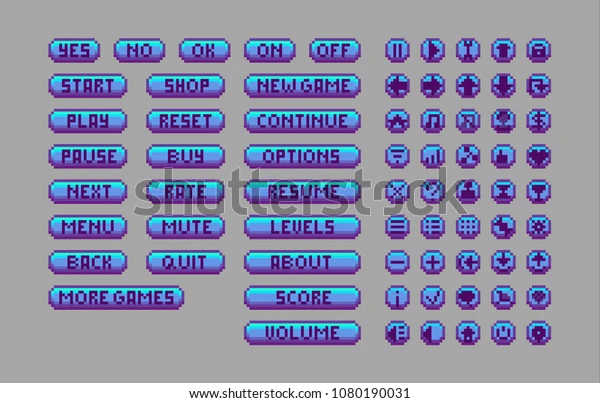 YES NO OK ON OFF
START SHOP NEW GAME
PLAY RESET CONTINUE
PAUSE BUY OPTIONS
NEXT RATE RESUME
MENU MUTE LEVELS
BACK QUIT ABOUT
MORE GAMES SCORE
VOLUME
shutterstock
shutterstock.com · 1080190031